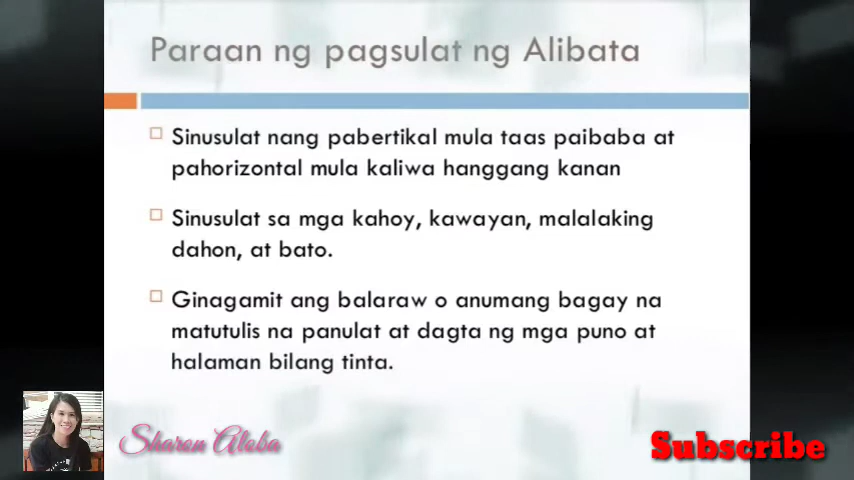 Paraan ng pagsulat ng Alibata
Sinusulat nang pabertikal mula taas paibaba at
pahorizontal mula kaliwa hanggang kanan
Sinusulat sa mga kahoy, kawayan, malalaking
dahon, at bato.
Ginagamit ang balaraw o anumang bagay na
matutulis na panulat at dagta ng mga puno at
halaman bilang tinta.
Sharon Aloba
Subscribe